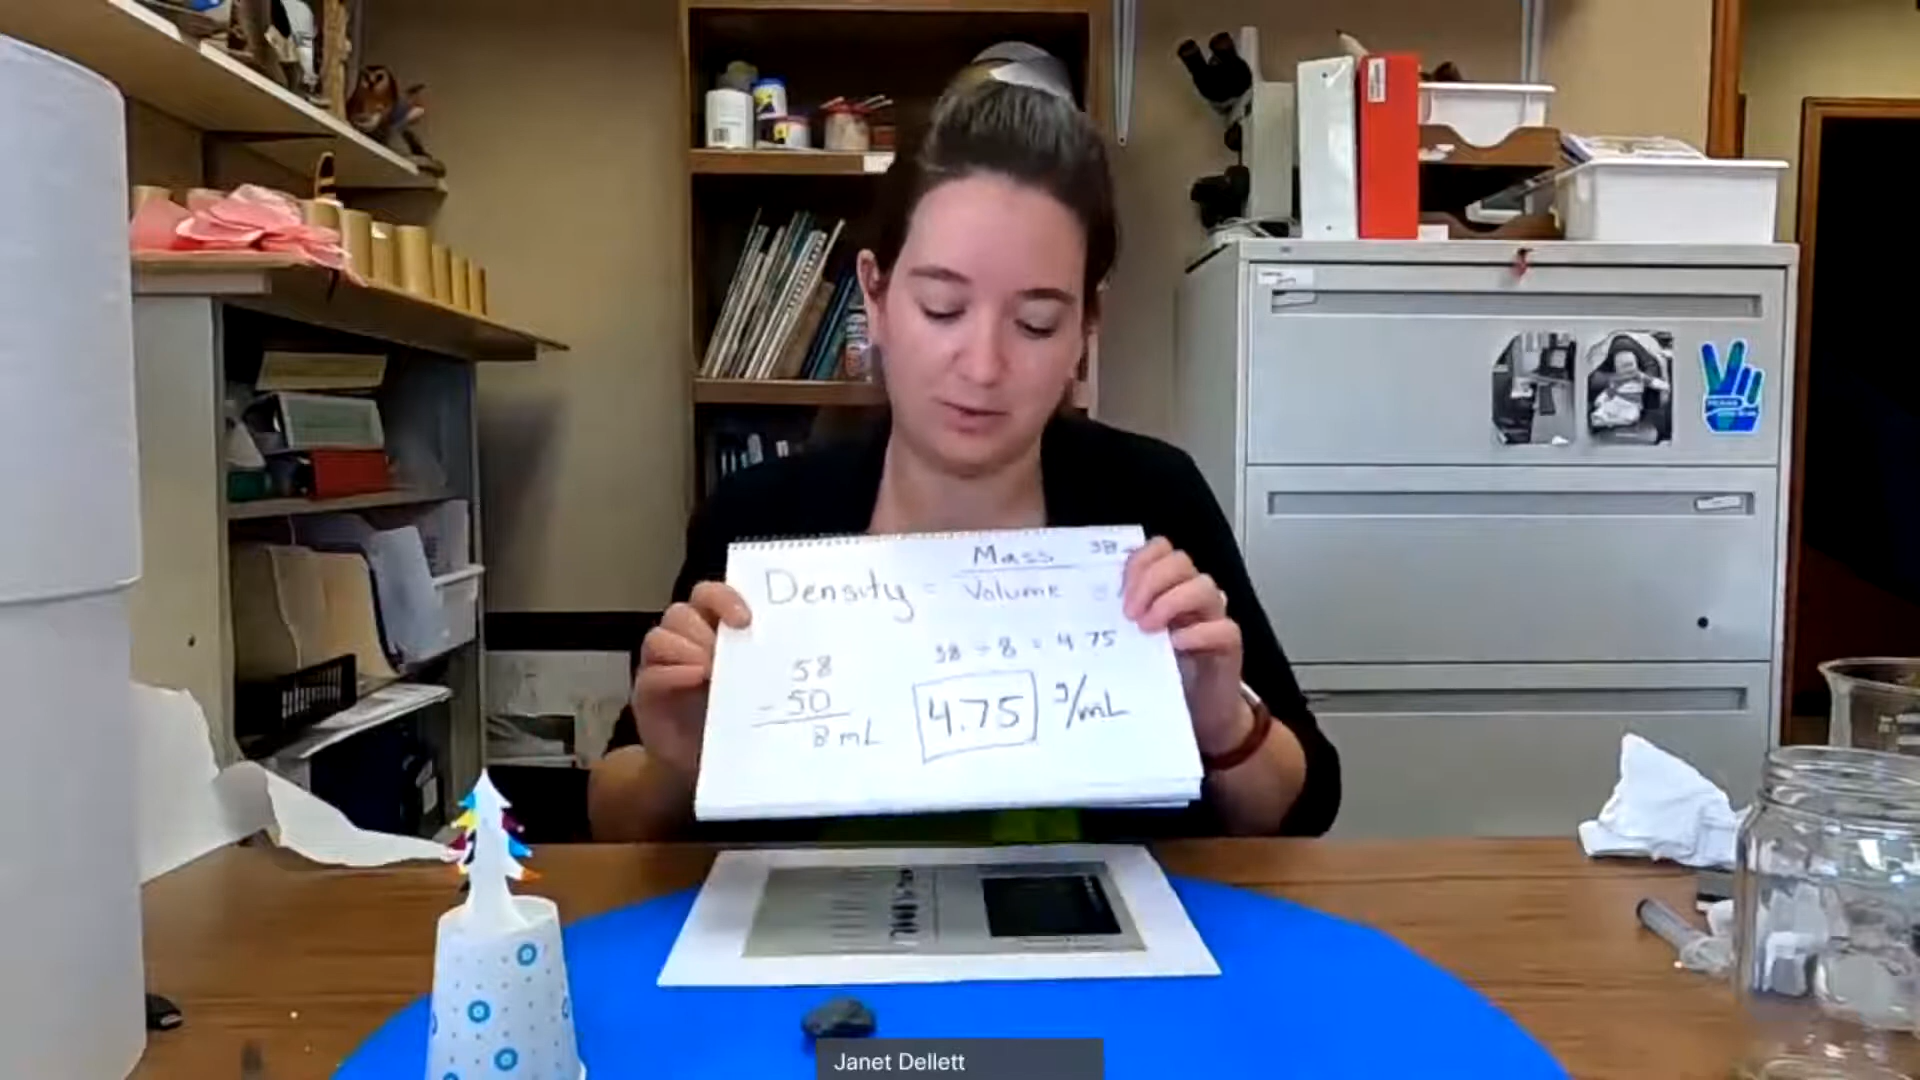 Density = Mass / Volume 38
38 ÷ 8 = 4.75
58
- 50
8 mL
4.75 g/mL
Janet Dellett